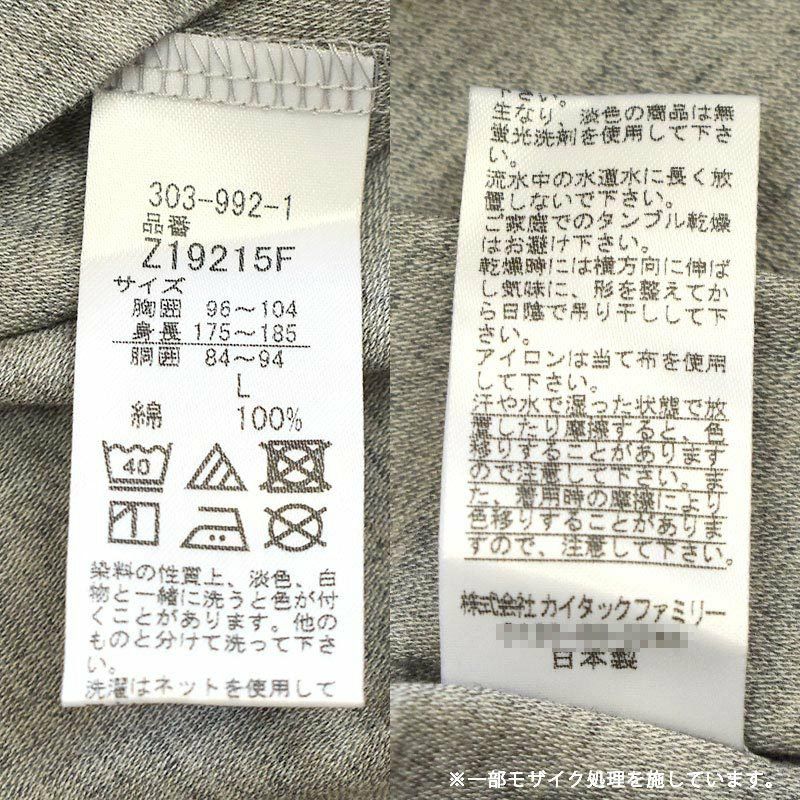 303-992-1
品番
Z19215F
サイズ
胸囲 96～104
身長 175～185
胴囲 84～94
L
綿 100%
40
染料の性質上、淡色、白
物と一緒に洗うと色が付
くことがあります。他の
ものと分けて洗って下さ
洗濯はネットを使用して
下さい。
生なり、淡色の商品は無
蛍光洗剤を使用して下さ
い。
流水中の水道水に長く放
置しないで下さい。
ご家庭でのタンブル乾燥
はお避け下さい。
乾燥時には横方向に伸ば
し気味に、形を整えてか
ら日陰で吊り干しして下
さい。
アイロンは当て布を使用
して下さい。
汗や水で湿った状態で放
置したり摩擦すると、色
移りすることがあります
ので注意して下さい。ま
た、着用時の摩擦により
色移りすることがありま
すので、注意して下さい。
株式会社カイタックファミリー
日本製
※一部モザイク処理を施しています。